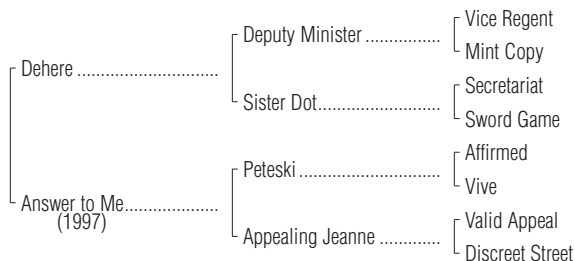 Vice Regent
Deputy Minister ................
Mint Copy
Dehere ..............................
Secretariat
Sister Dot..........................
Sword Game
Affirmed
Peteski ..............................
Vive
Answer to Me....................
(1997)
Valid Appeal
Appealing Jeanne .............
Discreet Street